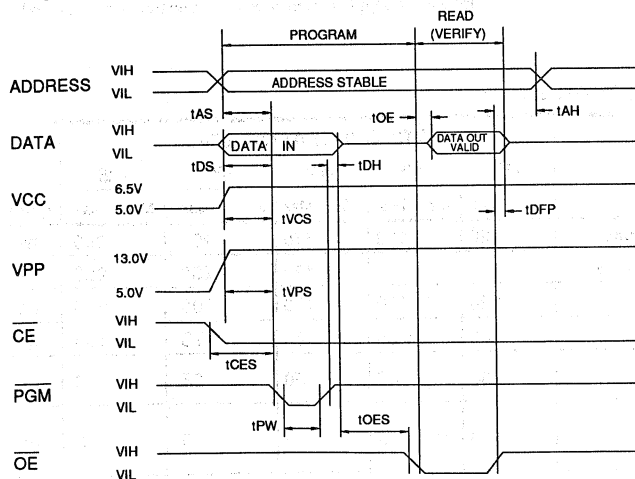 READ
PROGRAM (VERIFY)
ADDRESS VIH
VIL ADDRESS STABLE
tAS tOE tAH
DATA VIH
VIL DATA IN DATA OUT
VALID
tDS tDH
VCC 6.5V
5.0V tVCS tDFP
VPP 13.0V
5.0V tVPS
CE VIH
VIL
tCES
PGM VIH
VIL
tPW tOES
OE VIH
VIL